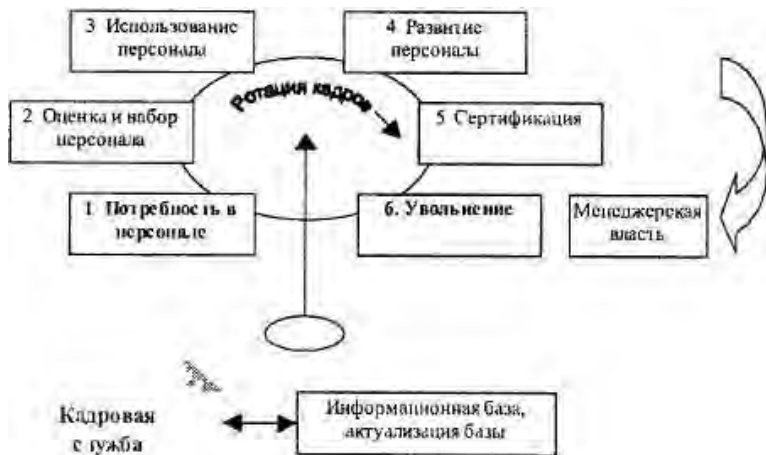 3 Использование
персонала
4 Развитие
персонала
Ротация кадров
2 Оценка и набор
персонала
5 Сертификация
1 Потребность в
персонале
6. Увольнение
Менеджерская
власть
Кадровая
служба
Информационная база,
актуализация базы